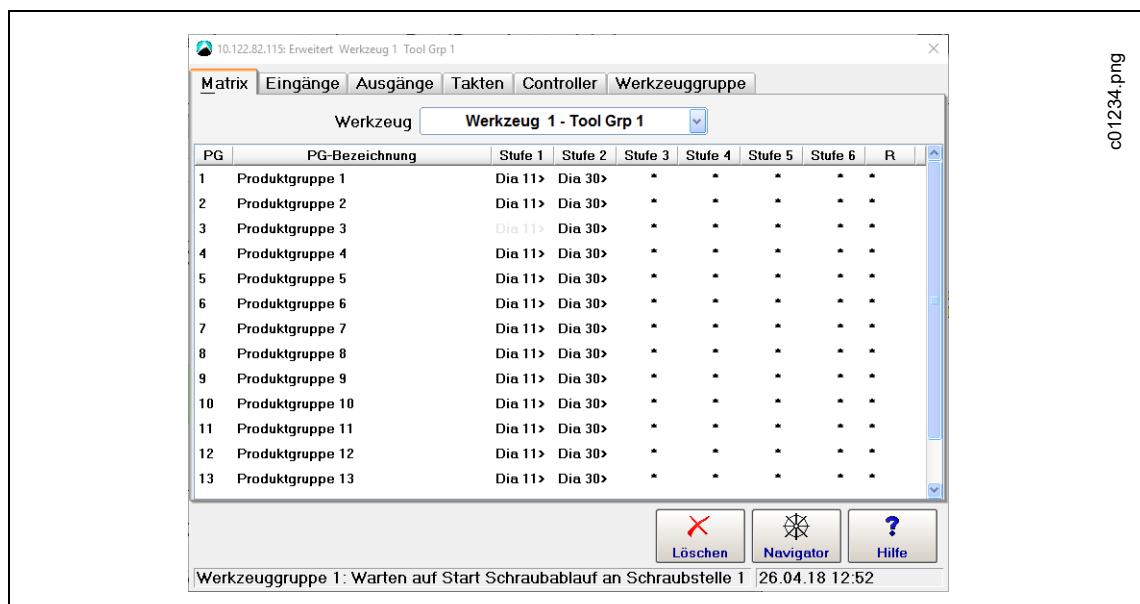 10.122.82.115: Erweitert Werkzeug 1 Tool Grp 1
Matrix Eingänge Ausgänge Takten Controller Werkzeuggruppe
Werkzeug Werkzeug 1 - Tool Grp 1
PG PG-Bezeichnung Stufe 1 Stufe 2 Stufe 3 Stufe 4 Stufe 5 Stufe 6 R
1 Produktgruppe 1 Dia 11> Dia 30> * * * * *
2 Produktgruppe 2 Dia 11> Dia 30> * * * * *
3 Produktgruppe 3 Dia 11> Dia 30> * * * * *
4 Produktgruppe 4 Dia 11> Dia 30> * * * * *
5 Produktgruppe 5 Dia 11> Dia 30> * * * * *
6 Produktgruppe 6 Dia 11> Dia 30> * * * * *
7 Produktgruppe 7 Dia 11> Dia 30> * * * * *
8 Produktgruppe 8 Dia 11> Dia 30> * * * * *
9 Produktgruppe 9 Dia 11> Dia 30> * * * * *
10 Produktgruppe 10 Dia 11> Dia 30> * * * * *
11 Produktgruppe 11 Dia 11> Dia 30> * * * * *
12 Produktgruppe 12 Dia 11> Dia 30> * * * * *
13 Produktgruppe 13 Dia 11> Dia 30> * * * * *
Löschen Navigator ? Hilfe
Werkzeuggruppe 1: Warten auf Start Schraubablauf an Schraubstelle 1 26.04.18 12:52
c01234.png